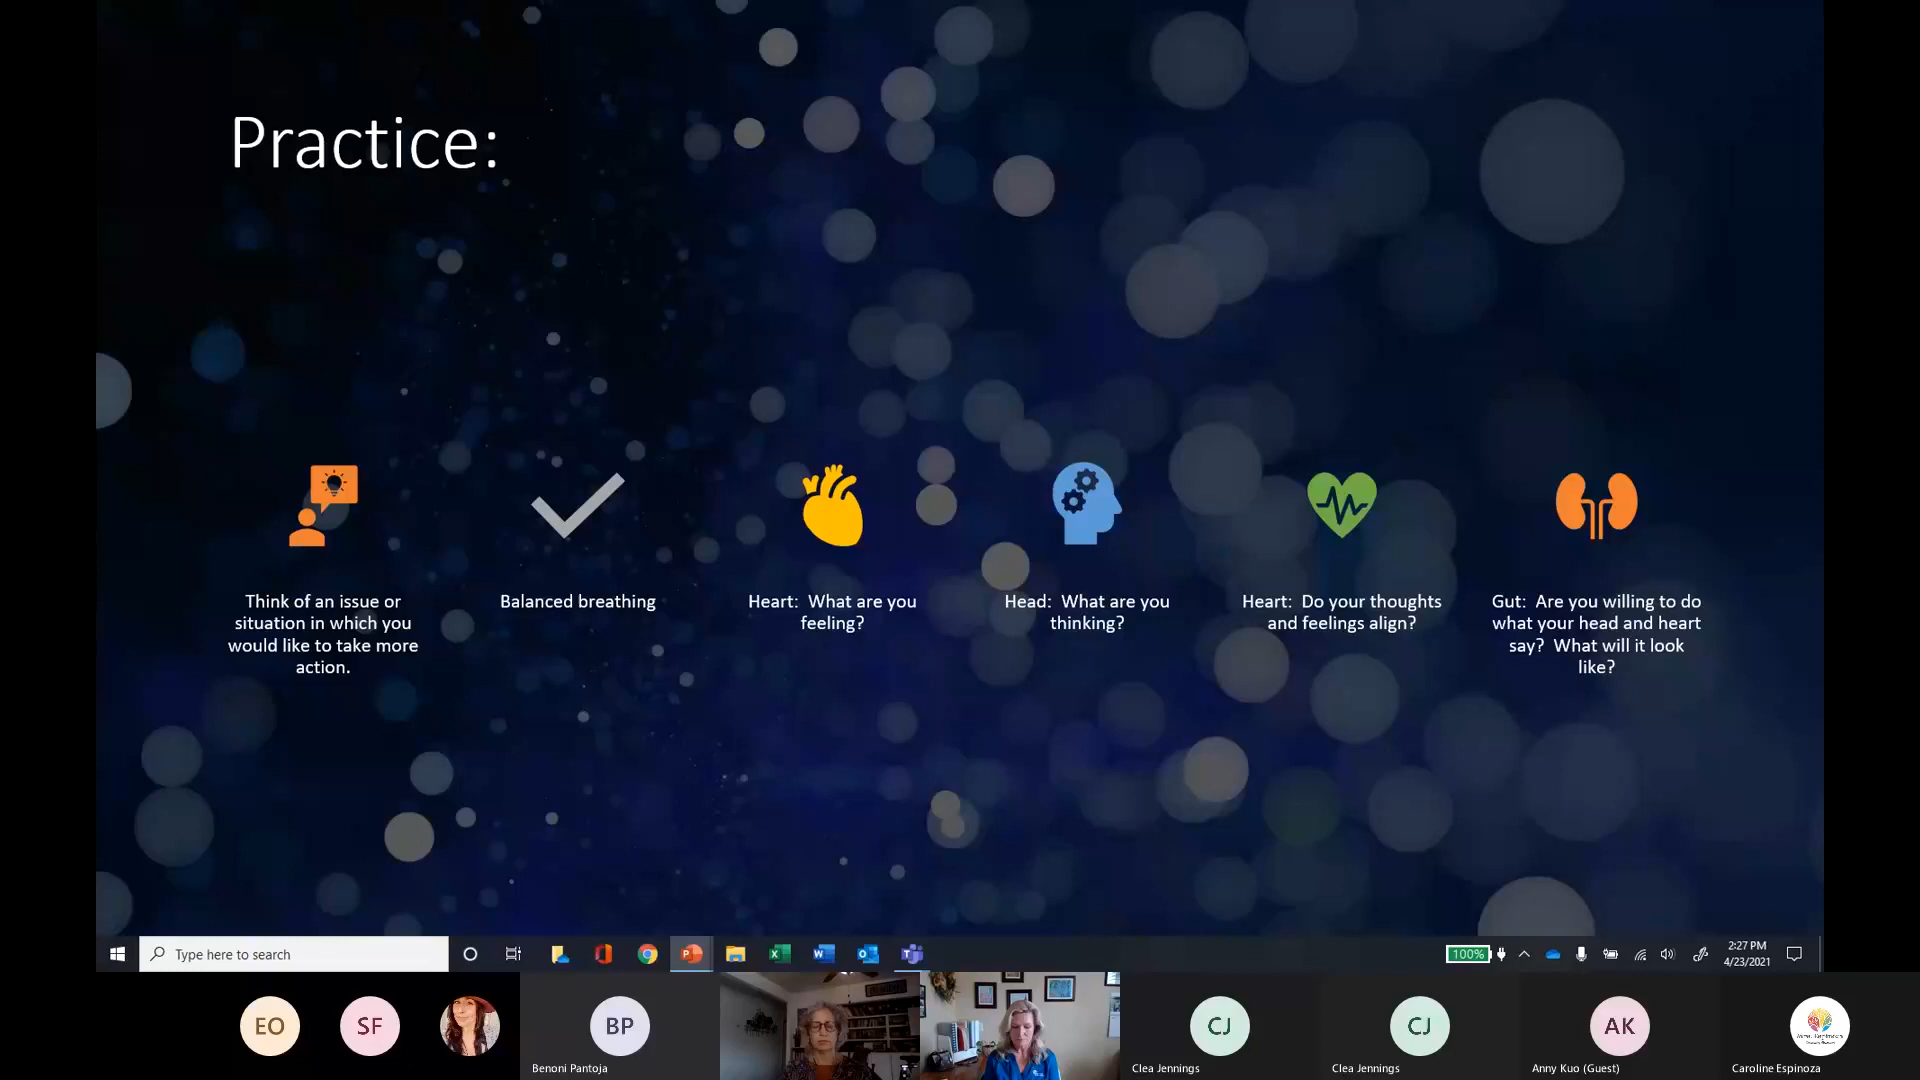 Practice:
Think of an issue or
situation in which you
would like to take more
action.
Balanced breathing
Heart:  What are you
feeling?
Head:  What are you
thinking?
Heart:  Do your thoughts
and feelings align?
Gut:  Are you willing to do
what your head and heart
say?  What will it look
like?
Type here to search
100%
2:27 PM
4/23/2021
EO
SF
BP
Benoni Pantoja
CJ
Clea Jennings
CJ
Clea Jennings
AK
Anny Kuo (Guest)
Caroline Espinoza